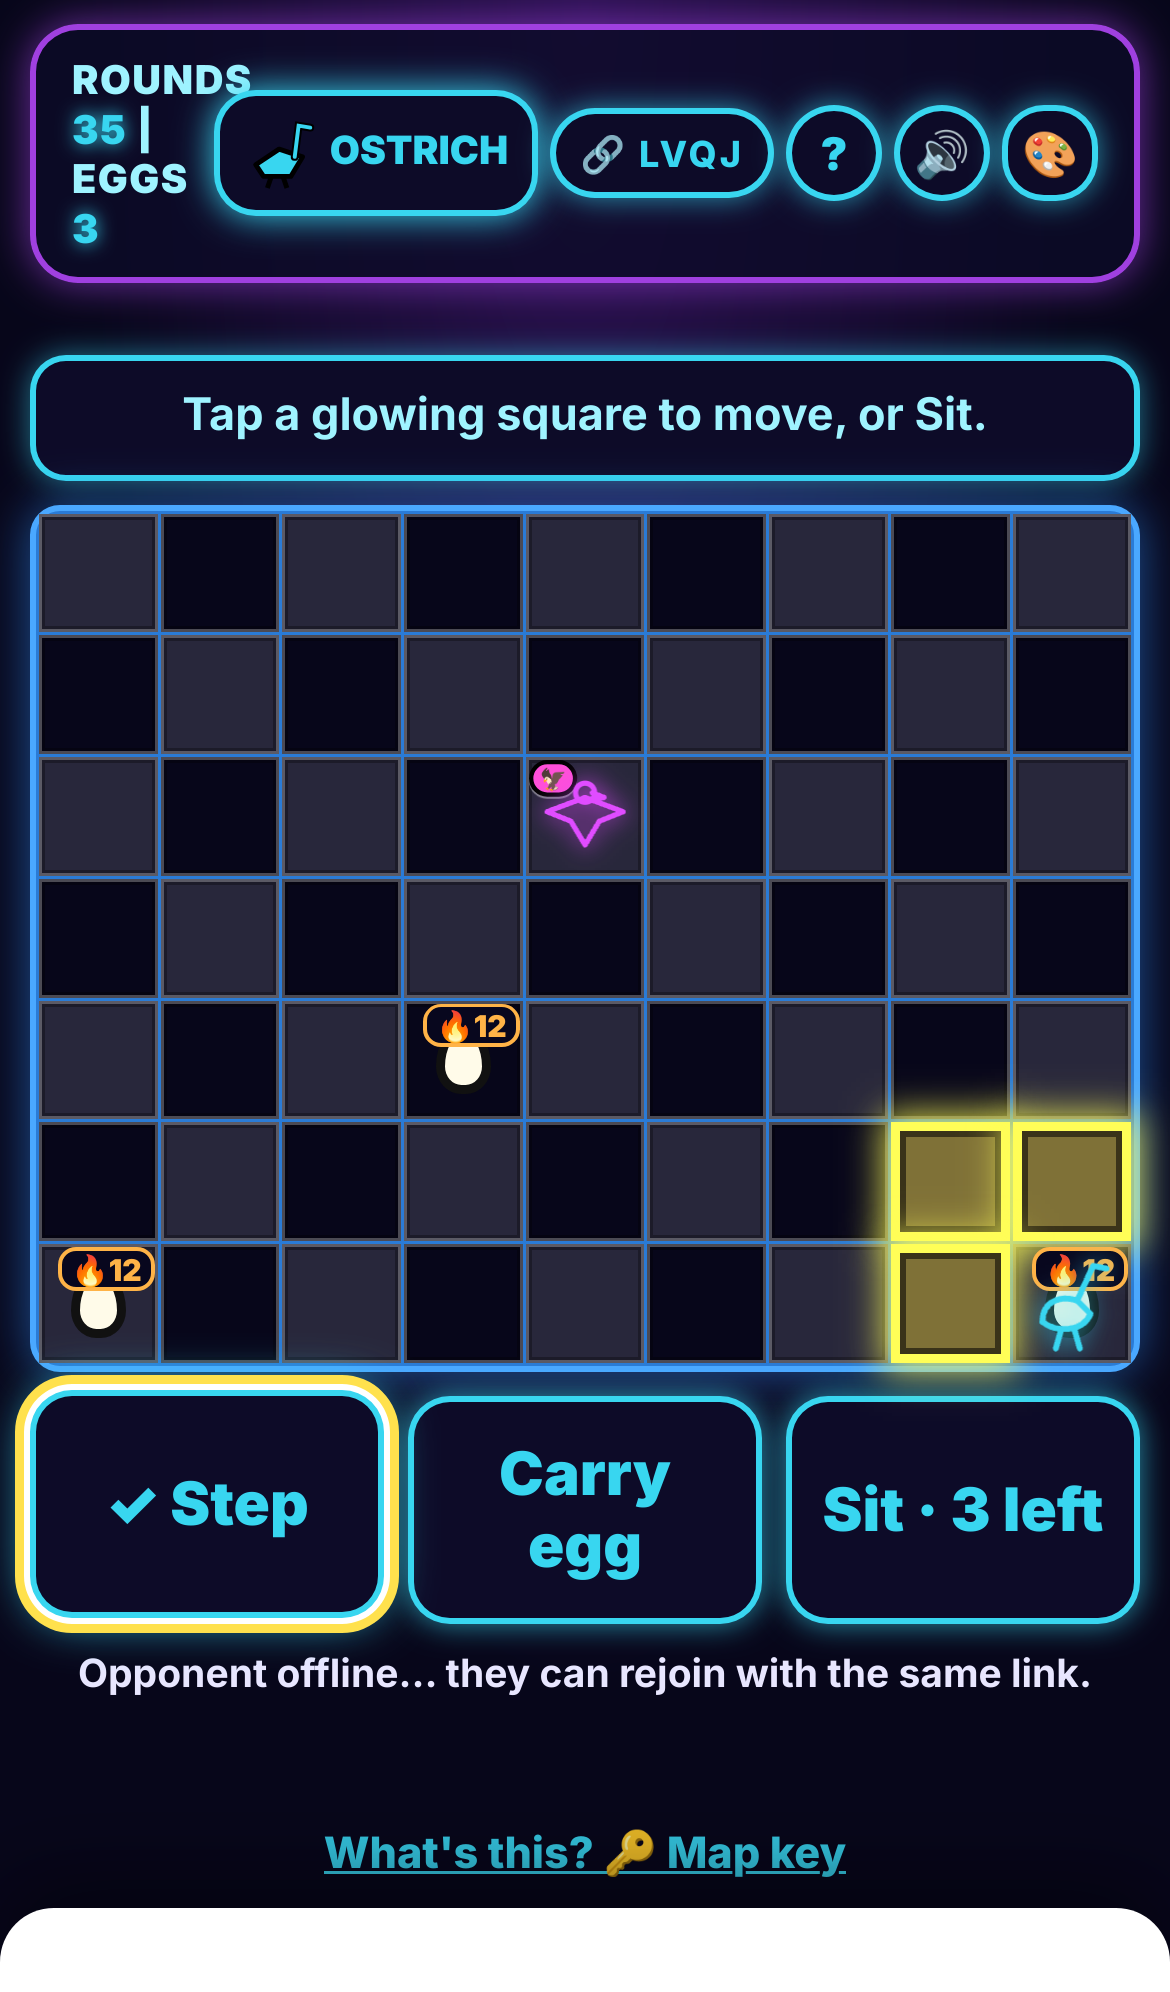 ROUNDS
35 |
EGGS
3
OSTRICH
LVQJ
?
Tap a glowing square to move, or Sit.
12
12
12
✓ Step
Carry
egg
Sit · 3 left
Opponent offline... they can rejoin with the same link.
What's this? 🔑 Map key